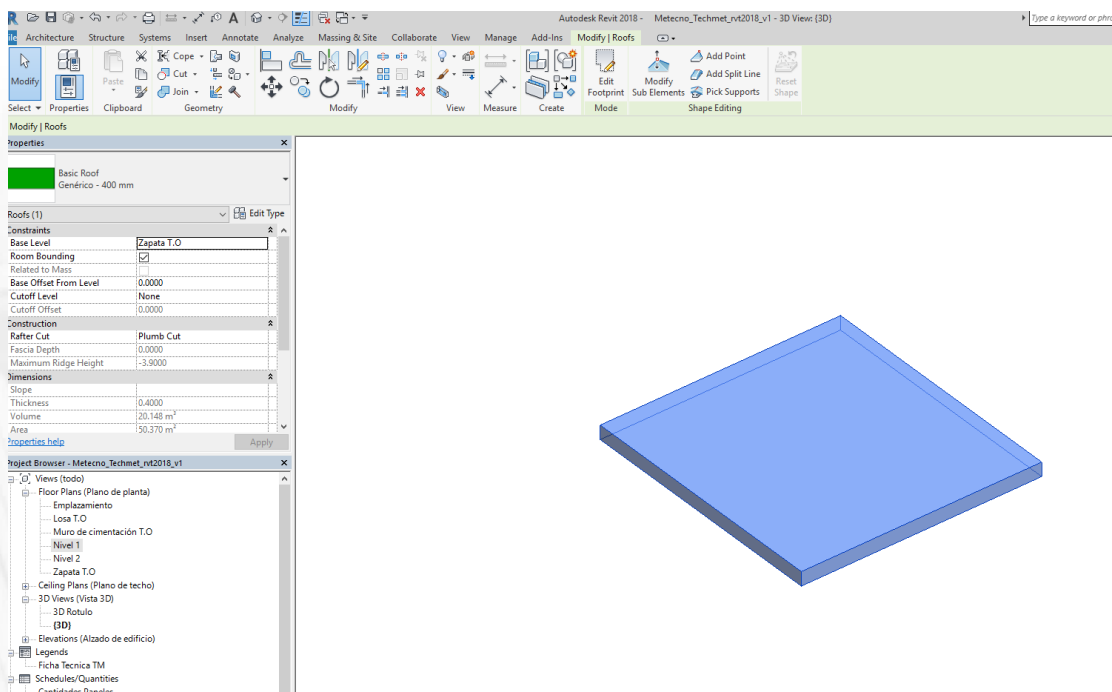 Autodesk Revit 2018 - Metecno_Techmet_rvt2018_v1 - 3D View: {3D}
Type a keyword or phra
ile Architecture Structure Systems Insert Annotate Analyze Massing & Site Collaborate View Manage Add-Ins Modify | Roofs
Modify
Paste
Cope
Cut
Join
Edit
Footprint
Modify
Sub Elements
Add Point
Add Split Line
Pick Supports
Reset
Shape
Select Properties Clipboard Geometry Modify View Measure Create Mode Shape Editing
Modify | Roofs
Properties
Basic Roof
Genérico - 400 mm
Roofs (1) Edit Type
Constraints
Base Level Zapata T.O
Room Bounding
Related to Mass
Base Offset From Level 0.0000
Cutoff Level None
Cutoff Offset 0.0000
Construction
Rafter Cut Plumb Cut
Fascia Depth 0.0000
Maximum Ridge Height -3.9000
Dimensions
Slope
Thickness 0.4000
Volume 20.148 m³
Area 50.370 m²
Properties help Apply
Project Browser - Metecno_Techmet_rvt2018_v1
Views (todo)
Floor Plans (Plano de planta)
Emplazamiento
Losa T.O
Muro de cimentación T.O
Nivel 1
Nivel 2
Zapata T.O
Ceiling Plans (Plano de techo)
3D Views (Vista 3D)
3D Rotulo
{3D}
Elevations (Alzado de edificio)
Legends
Ficha Tecnica TM
Schedules/Quantities
Cantidades Paneles